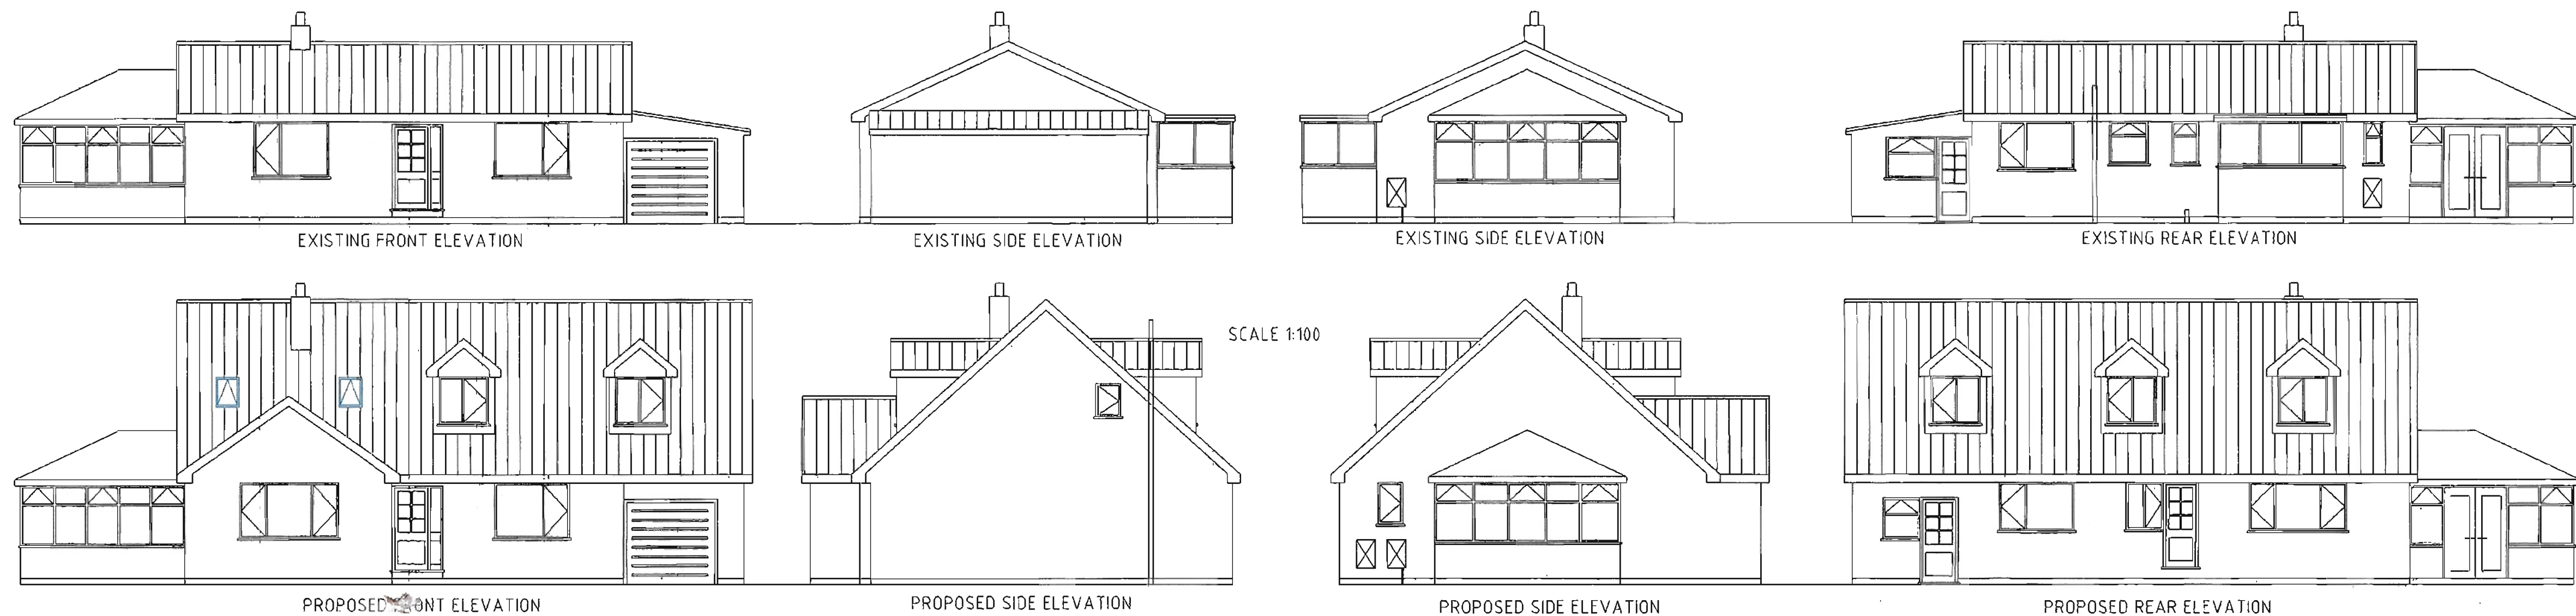 EXISTING FRONT ELEVATION
EXISTING SIDE ELEVATION
EXISTING SIDE ELEVATION
EXISTING REAR ELEVATION
SCALE 1:100
PROPOSED ONT ELEVATION
PROPOSED SIDE ELEVATION
PROPOSED SIDE ELEVATION
PROPOSED REAR ELEVATION